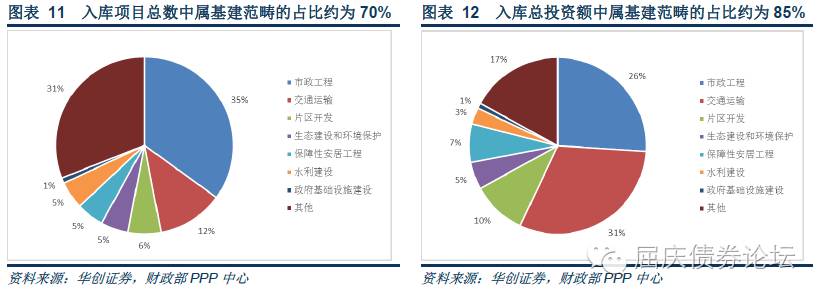 图表 11 入库项目总数中属基建范畴的占比约为 70%
35%
12%
6%
5%
5%
5%
1%
31%
市政工程
交通运输
片区开发
生态建设和环境保护
保障性安居工程
水利建设
政府基础设施建设
其他
资料来源：华创证券，财政部 PPP 中心
图表 12 入库总投资额中属基建范畴的占比约为 85%
26%
31%
10%
5%
7%
3%
1%
17%
市政工程
交通运输
片区开发
生态建设和环境保护
保障性安居工程
水利建设
政府基础设施建设
其他
资料来源：华创证券，财政部 PPP 中心
屈庆债券论坛